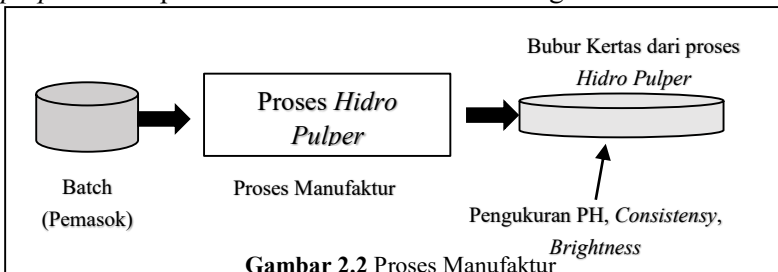 Bubur Kertas dari proses
Hidro Pulper
Proses Hidro
Pulper
Batch
(Pemasok)
Proses Manufaktur
Pengukuran PH, Consistensy,
Brightness
Gambar 2.2 Proses Manufaktur